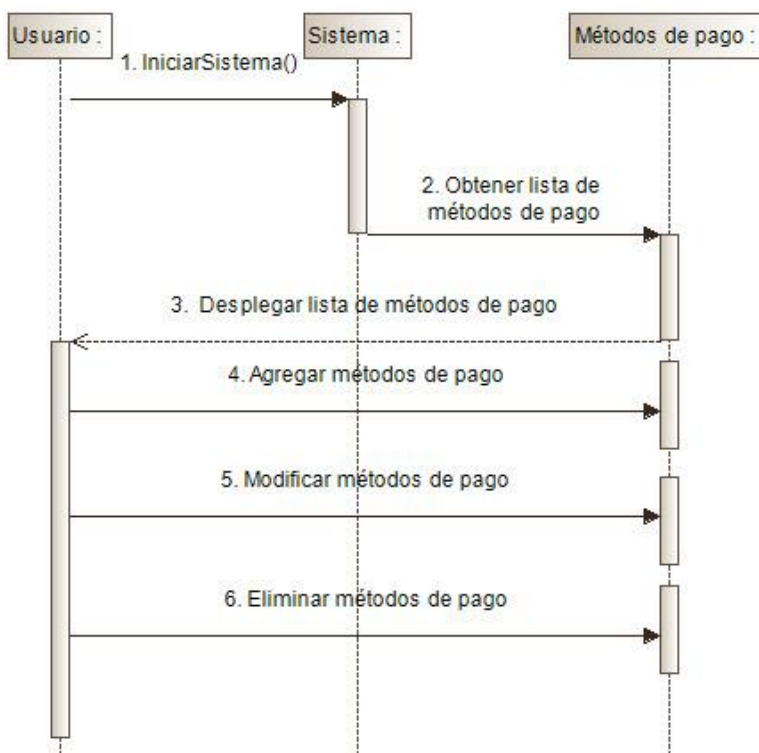 Usuario :
Sistema :
Métodos de pago :
1. IniciarSistema()
2. Obtener lista de
métodos de pago
3. Desplegar lista de métodos de pago
4. Agregar métodos de pago
5. Modificar métodos de pago
6. Eliminar métodos de pago